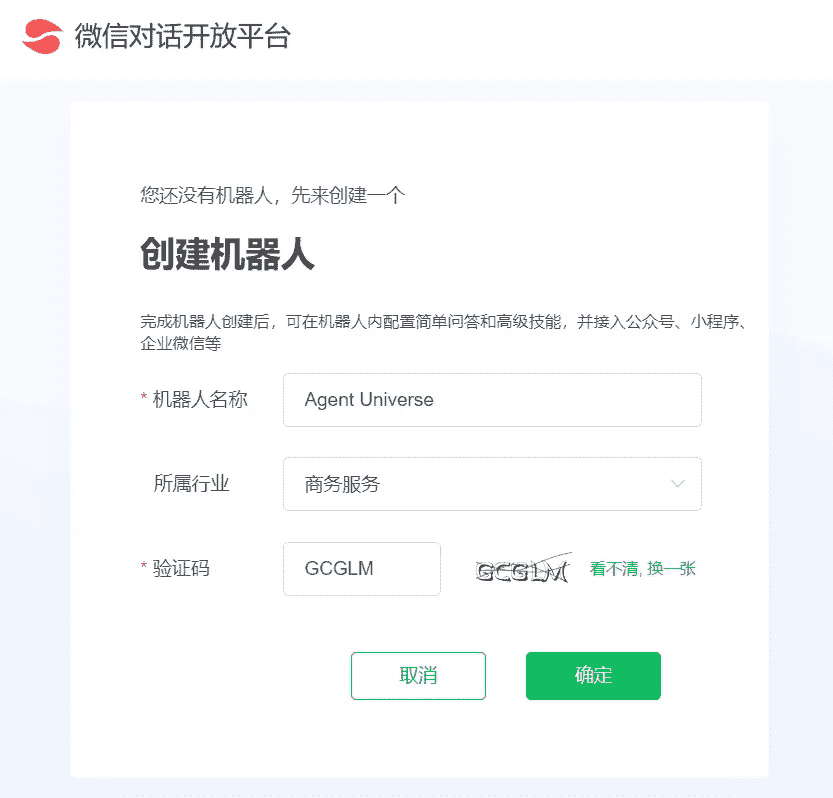 微信对话开放平台
您还没有机器人，先来创建一个
创建机器人
完成机器人创建后，可在机器人内配置简单问答和高级技能，并接入公众号、小程序、
企业微信等
* 机器人名称 Agent Universe
所属行业 商务服务
* 验证码 GCGLM GCGLM 看不清, 换一张
取消 确定